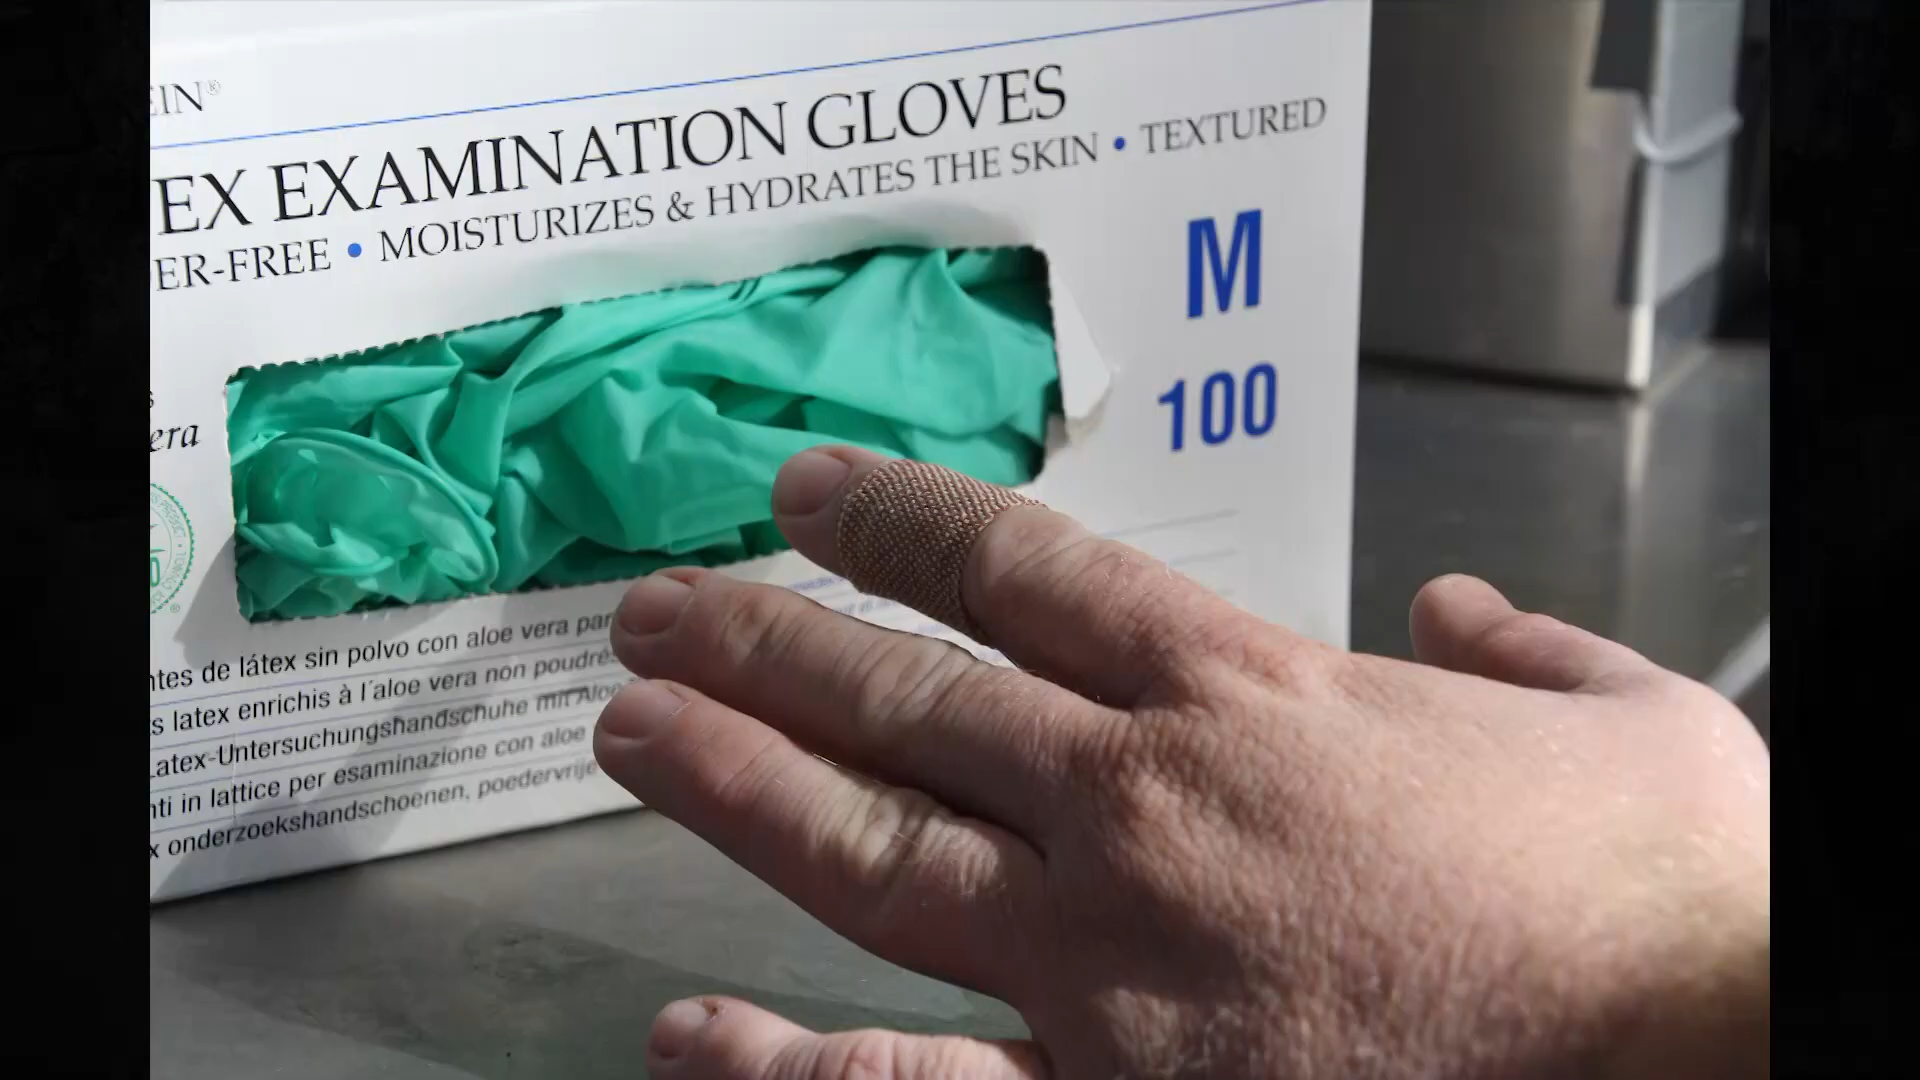 EIN®
EX EXAMINATION GLOVES
ER-FREE • MOISTURIZES & HYDRATES THE SKIN • TEXTURED
M
100
era
ntes de látex sin polvo con aloe vera par
s latex enrichis à l'aloe vera non poudrés
Latex-Untersuchungshandschuhe mit Aloe
nti in lattice per esaminazione con aloe
x onderzoekshandschoenen, poedervrije